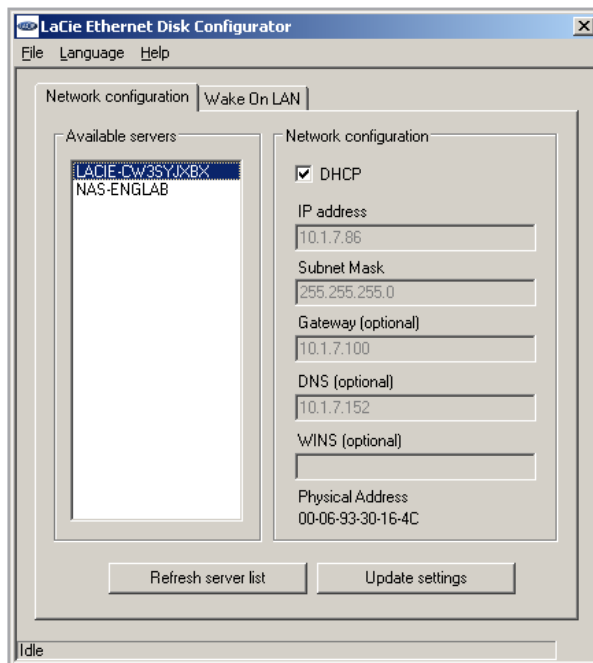 LaCie Ethernet Disk Configurator
File Language Help
Network configuration Wake On LAN
Available servers
LACIE-CW3SYJXBX
NAS-ENGLAB
Network configuration
DHCP
IP address
10.1.7.86
Subnet Mask
255.255.255.0
Gateway (optional)
10.1.7.100
DNS (optional)
10.1.7.152
WINS (optional)
Physical Address
00-06-93-30-16-4C
Refresh server list Update settings
Idle